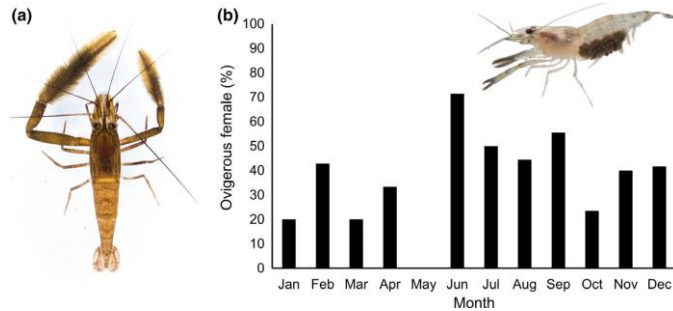 (a)
(b)
Ovigerous female (%)
100
90
80
70
60
50
40
30
20
10
0
Jan Feb Mar Apr May Jun Jul Aug Sep Oct Nov Dec
Month